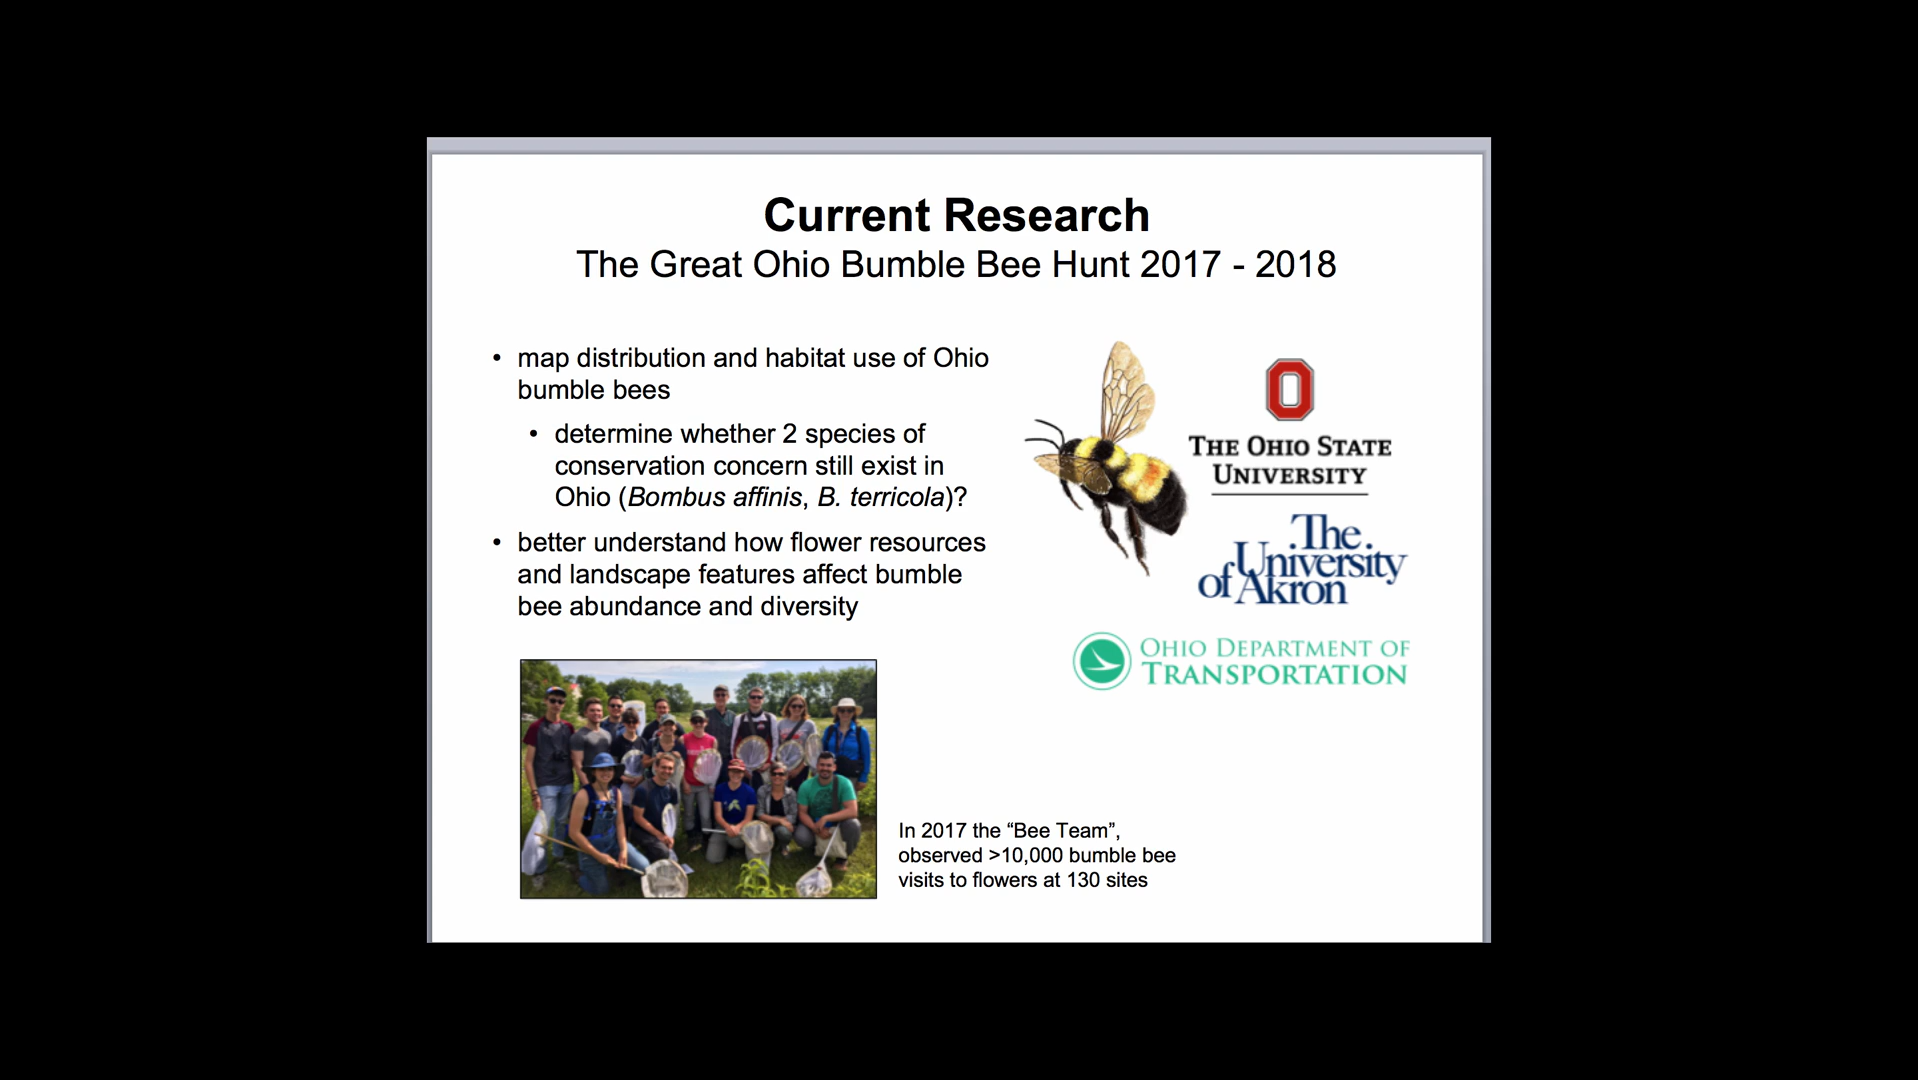 Current Research
The Great Ohio Bumble Bee Hunt 2017 - 2018
• map distribution and habitat use of Ohio
bumble bees
• determine whether 2 species of
conservation concern still exist in
Ohio (Bombus affinis, B. terricola)?
• better understand how flower resources
and landscape features affect bumble
bee abundance and diversity
THE OHIO STATE
UNIVERSITY
The
University
of Akron
OHIO DEPARTMENT OF
TRANSPORTATION
In 2017 the “Bee Team”,
observed >10,000 bumble bee
visits to flowers at 130 sites